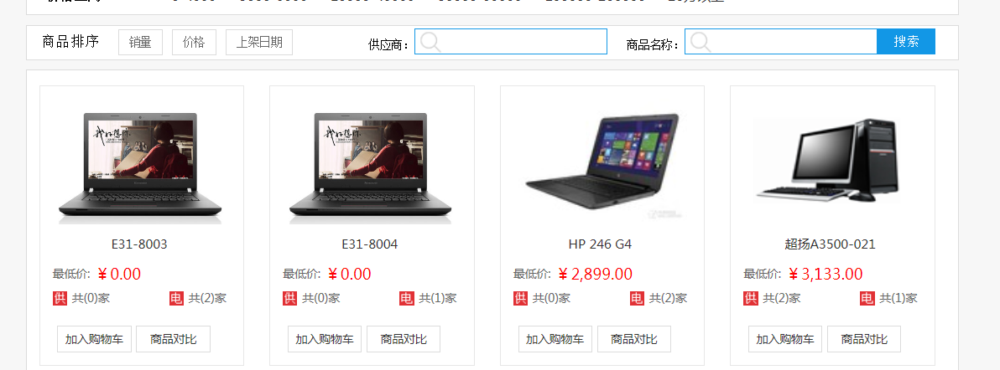 商品排序 销量 价格 上架日期 供应商： 商品名称： 搜索
我好想你
E31-8003 E31-8004 HP 246 G4 超扬A3500-021
最低价: ¥ 0.00 最低价: ¥ 0.00 最低价: ¥ 2,899.00 最低价: ¥ 3,133.00
供 共(0)家 电 共(2)家 供 共(0)家 电 共(1)家 供 共(0)家 电 共(2)家 供 共(2)家 电 共(1)家
加入购物车 商品对比 加入购物车 商品对比 加入购物车 商品对比 加入购物车 商品对比